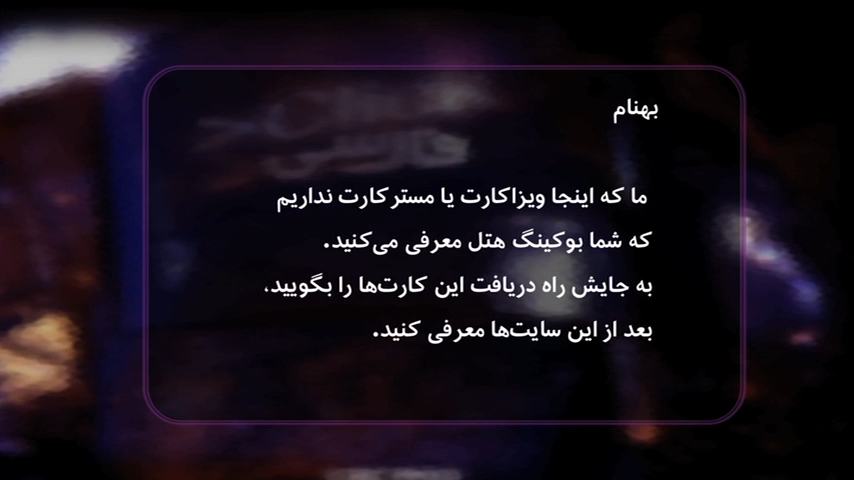 بهنام
ما که اینجا ویزاکارت یا مسترکارت نداریم
که شما بوکینگ هتل معرفی می‌کنید.
به جایش راه دریافت این کارت‌ها را بگویید،
بعد از این سایت‌ها معرفی کنید.